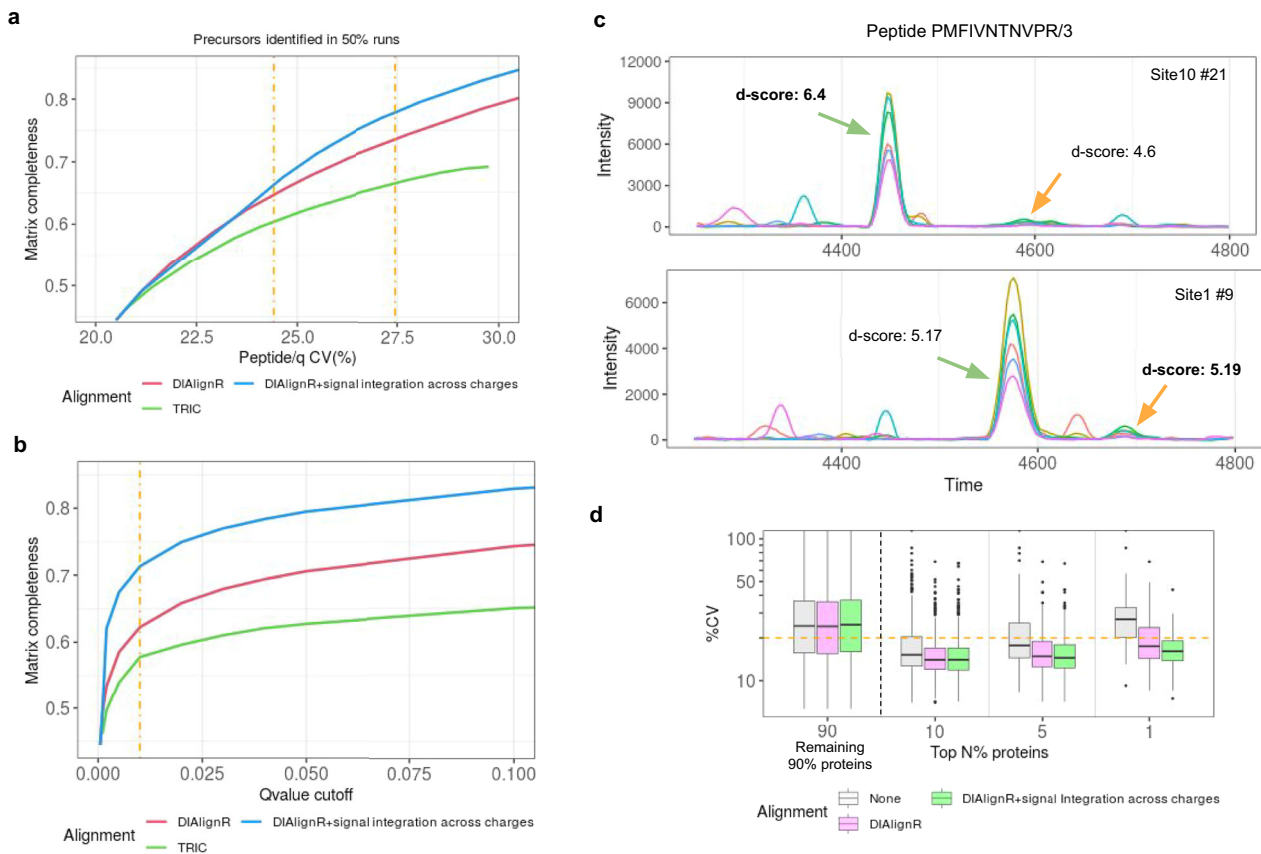 a
Precursors identified in 50% runs
Matrix completeness
0.8
0.7
0.6
0.5
20.0 22.5 25.0 27.5 30.0
Peptide/q CV(%)
Alignment
DIAlignR DIAlignR+signal integration across charges
TRIC
b
Matrix completeness
0.8
0.7
0.6
0.5
0.000 0.025 0.050 0.075 0.100
Qvalue cutoff
Alignment
DIAlignR DIAlignR+signal integration across charges
TRIC
c
Peptide PMFIVNTNVPR/3
Intensity
12000
9000
6000
3000
0
Site10 #21
d-score: 6.4
d-score: 4.6
4400 4600 4800
Intensity
6000
4000
2000
0
Site1 #9
d-score: 5.17
d-score: 5.19
4400 4600 4800
Time
d
%CV
100
50
10
90 10 5 1
Remaining
90% proteins
Top N% proteins
Alignment
None DIAlignR+signal Integration across charges
DIAlignR